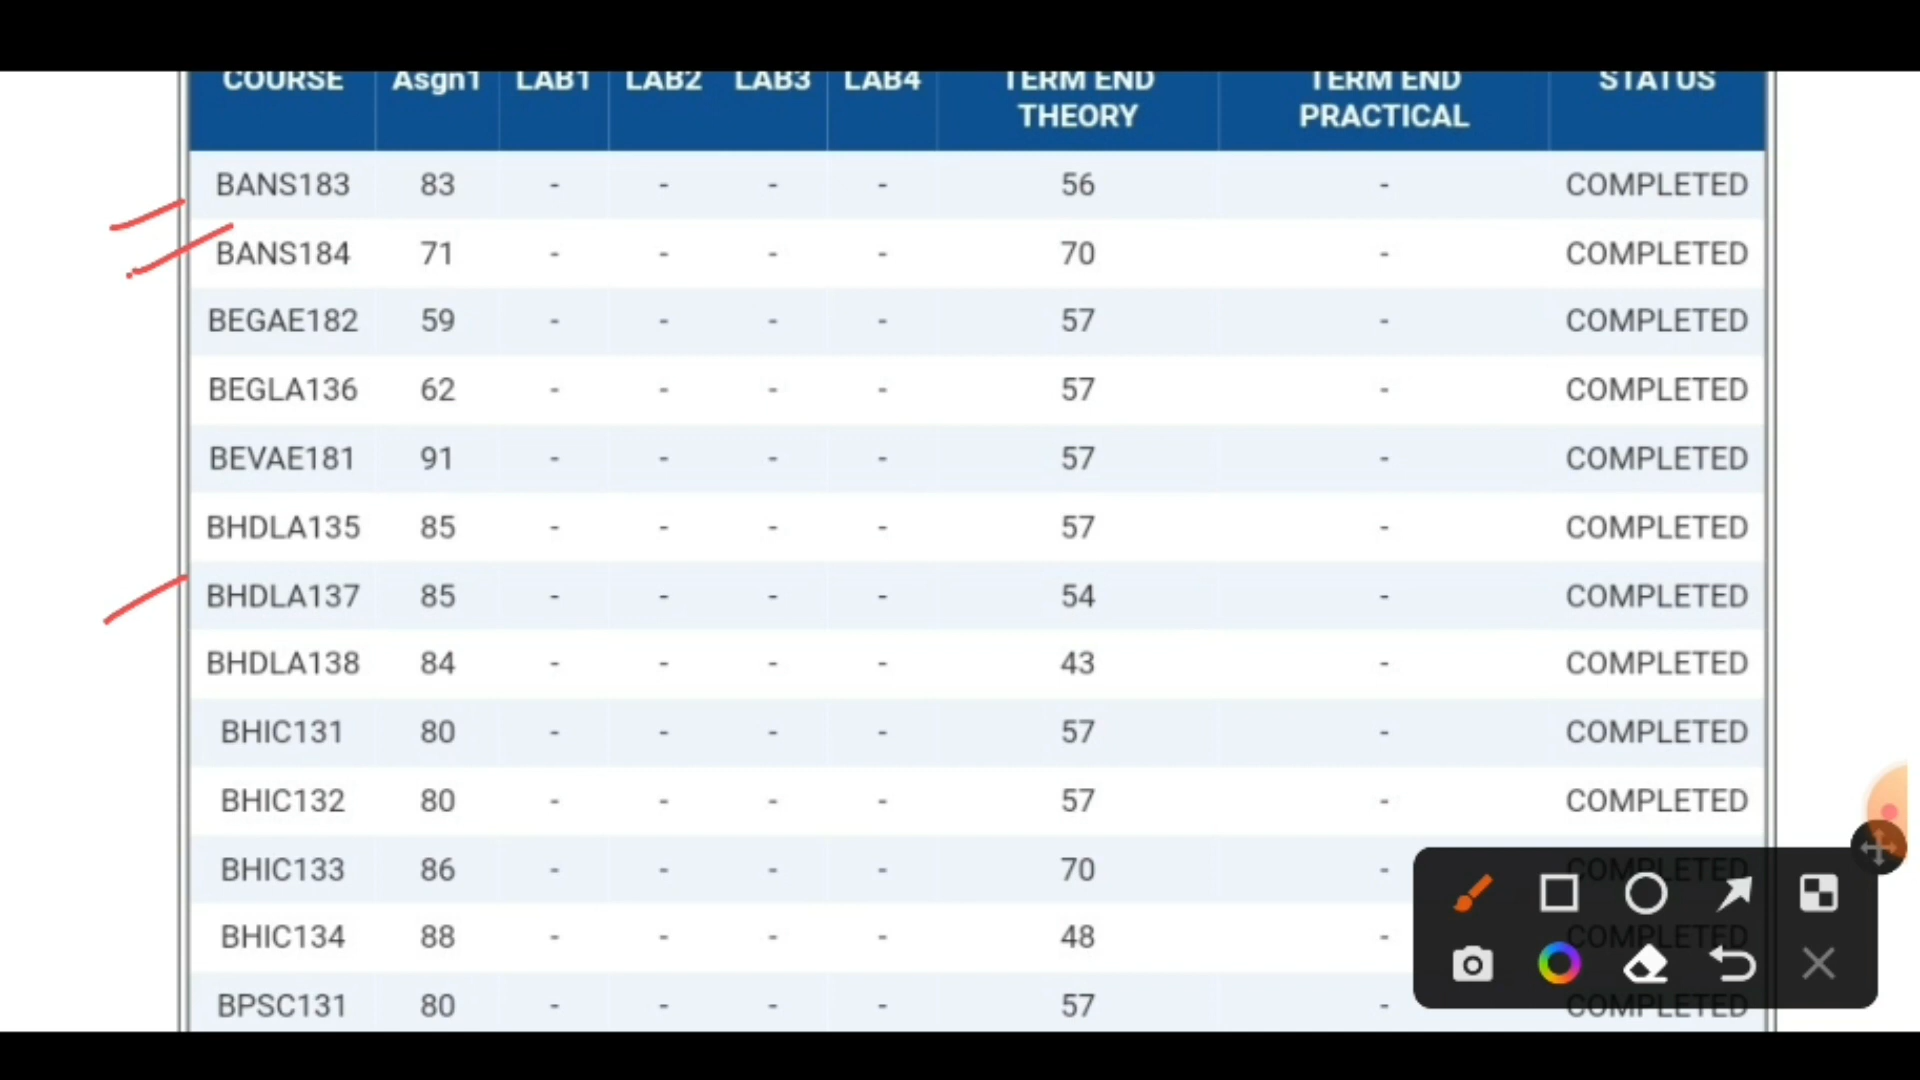 COURSE Asgn1 LAB1 LAB2 LAB3 LAB4 TERM END THEORY TERM END PRACTICAL STATUS
BANS183 83 - - - - 56 - COMPLETED
BANS184 71 - - - - 70 - COMPLETED
BEGAE182 59 - - - - 57 - COMPLETED
BEGLA136 62 - - - - 57 - COMPLETED
BEVAE181 91 - - - - 57 - COMPLETED
BHDLA135 85 - - - - 57 - COMPLETED
BHDLA137 85 - - - - 54 - COMPLETED
BHDLA138 84 - - - - 43 - COMPLETED
BHIC131 80 - - - - 57 - COMPLETED
BHIC132 80 - - - - 57 - COMPLETED
BHIC133 86 - - - - 70 - COMPLETED
BHIC134 88 - - - - 48 - COMPLETED
BPSC131 80 - - - - 57 - COMPLETED